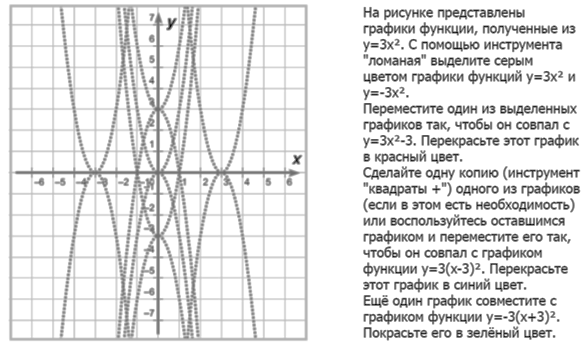 На рисунке представлены
графики функции, полученные из
y=3x². С помощью инструмента
"ломаная" выделите серым
цветом графики функций y=3x² и
y=-3x².
Переместите один из выделенных
графиков так, чтобы он совпал с
y=3x²-3. Перекрасьте этот график
в красный цвет.
Сделайте одну копию (инструмент
"квадраты +") одного из графиков
(если в этом есть необходимость)
или воспользуйтесь оставшимся
графиком и переместите его так,
чтобы он совпал с графиком
функции y=3(x-3)². Перекрасьте
этот график в синий цвет.
Ещё один график совместите с
графиком функции y=-3(x+3)².
Покрасьте его в зелёный цвет.
y
7
6
5
4
3
2
1
x
-6 -5 -4 -3 -2 -1 0 1 2 3 4 5 6
-1
-2
-3
-4
-5
-6
-7